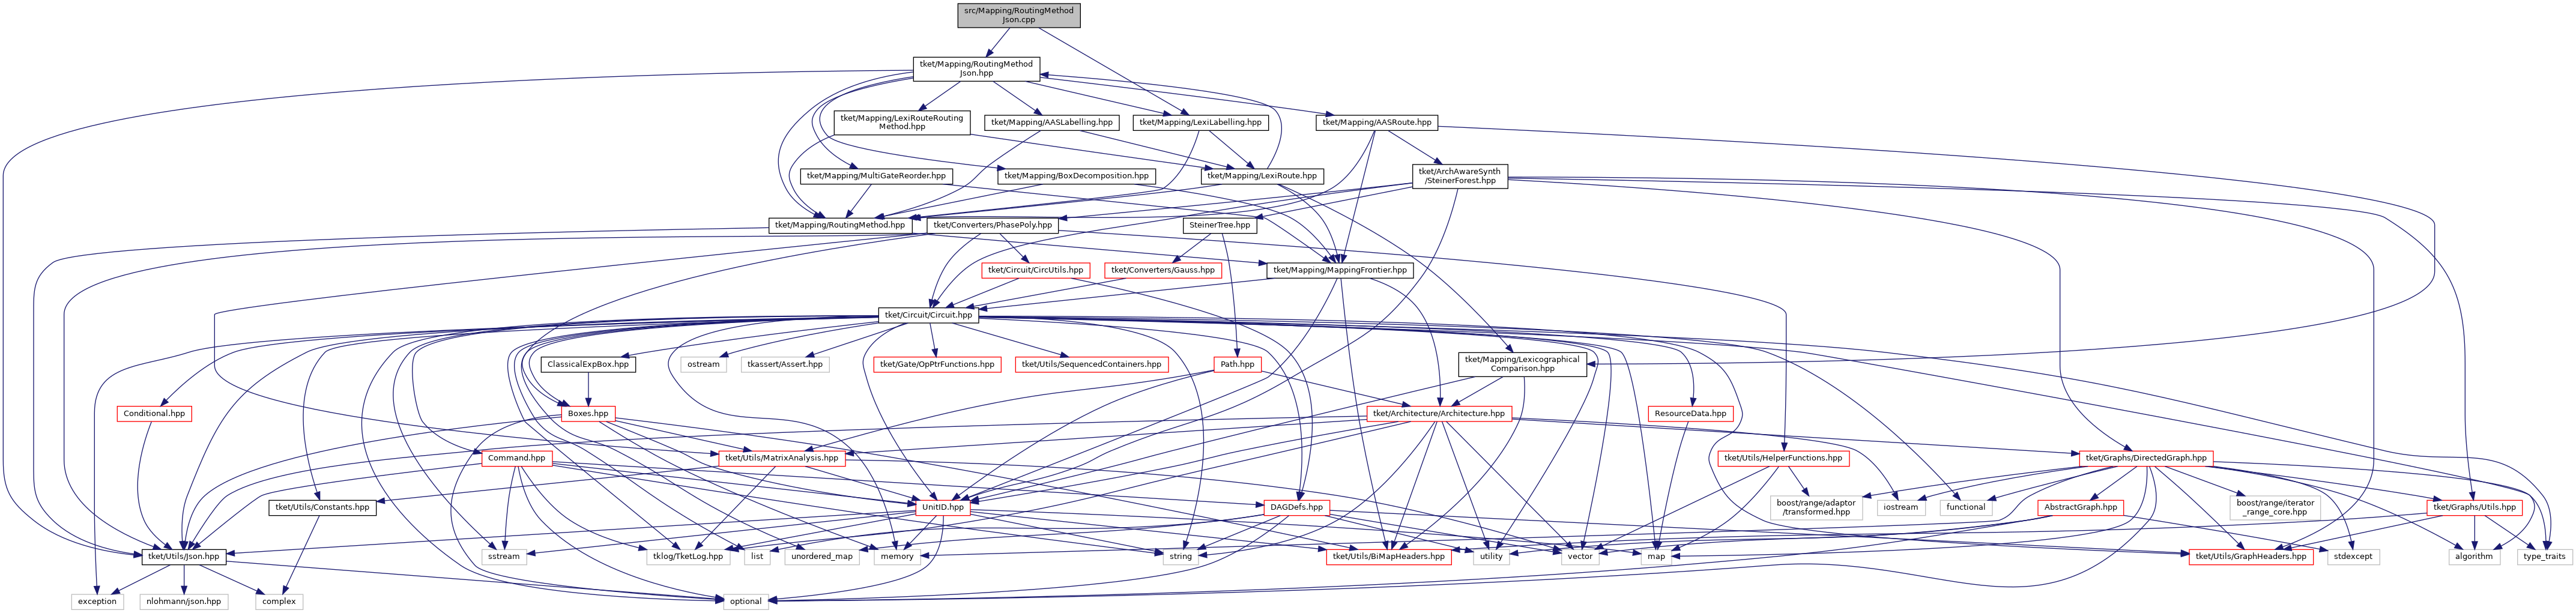 src/Mapping/RoutingMethod
Json.cpp
tket/Mapping/RoutingMethod
Json.hpp
tket/Mapping/LexiRouteRouting
Method.hpp
tket/Mapping/AASLabelling.hpp
tket/Mapping/LexiLabelling.hpp
tket/Mapping/AASRoute.hpp
tket/Mapping/MultiGateReorder.hpp
tket/Mapping/BoxDecomposition.hpp
tket/Mapping/LexiRoute.hpp
tket/ArchAwareSynth
/SteinerForest.hpp
tket/Mapping/RoutingMethod.hpp
tket/Converters/PhasePoly.hpp
SteinerTree.hpp
tket/Circuit/CircUtils.hpp
tket/Converters/Gauss.hpp
tket/Mapping/MappingFrontier.hpp
tket/Circuit/Circuit.hpp
ClassicalExpBox.hpp
ostream
tkassert/Assert.hpp
tket/Gate/OpPtrFunctions.hpp
tket/Utils/SequencedContainers.hpp
Path.hpp
tket/Mapping/Lexicographical
Comparison.hpp
Conditional.hpp
Boxes.hpp
tket/Architecture/Architecture.hpp
ResourceData.hpp
Command.hpp
tket/Utils/MatrixAnalysis.hpp
tket/Utils/HelperFunctions.hpp
tket/Graphs/DirectedGraph.hpp
tket/Utils/Constants.hpp
UnitID.hpp
DAGDefs.hpp
boost/range/adaptor
/transformed.hpp
iostream
functional
AbstractGraph.hpp
boost/range/iterator
_range_core.hpp
tket/Graphs/Utils.hpp
tket/Utils/Json.hpp
sstream
tklog/TketLog.hpp
list
unordered_map
memory
string
tket/Utils/BiMapHeaders.hpp
utility
vector
map
tket/Utils/GraphHeaders.hpp
stdexcept
algorithm
type_traits
exception
nlohmann/json.hpp
complex
optional